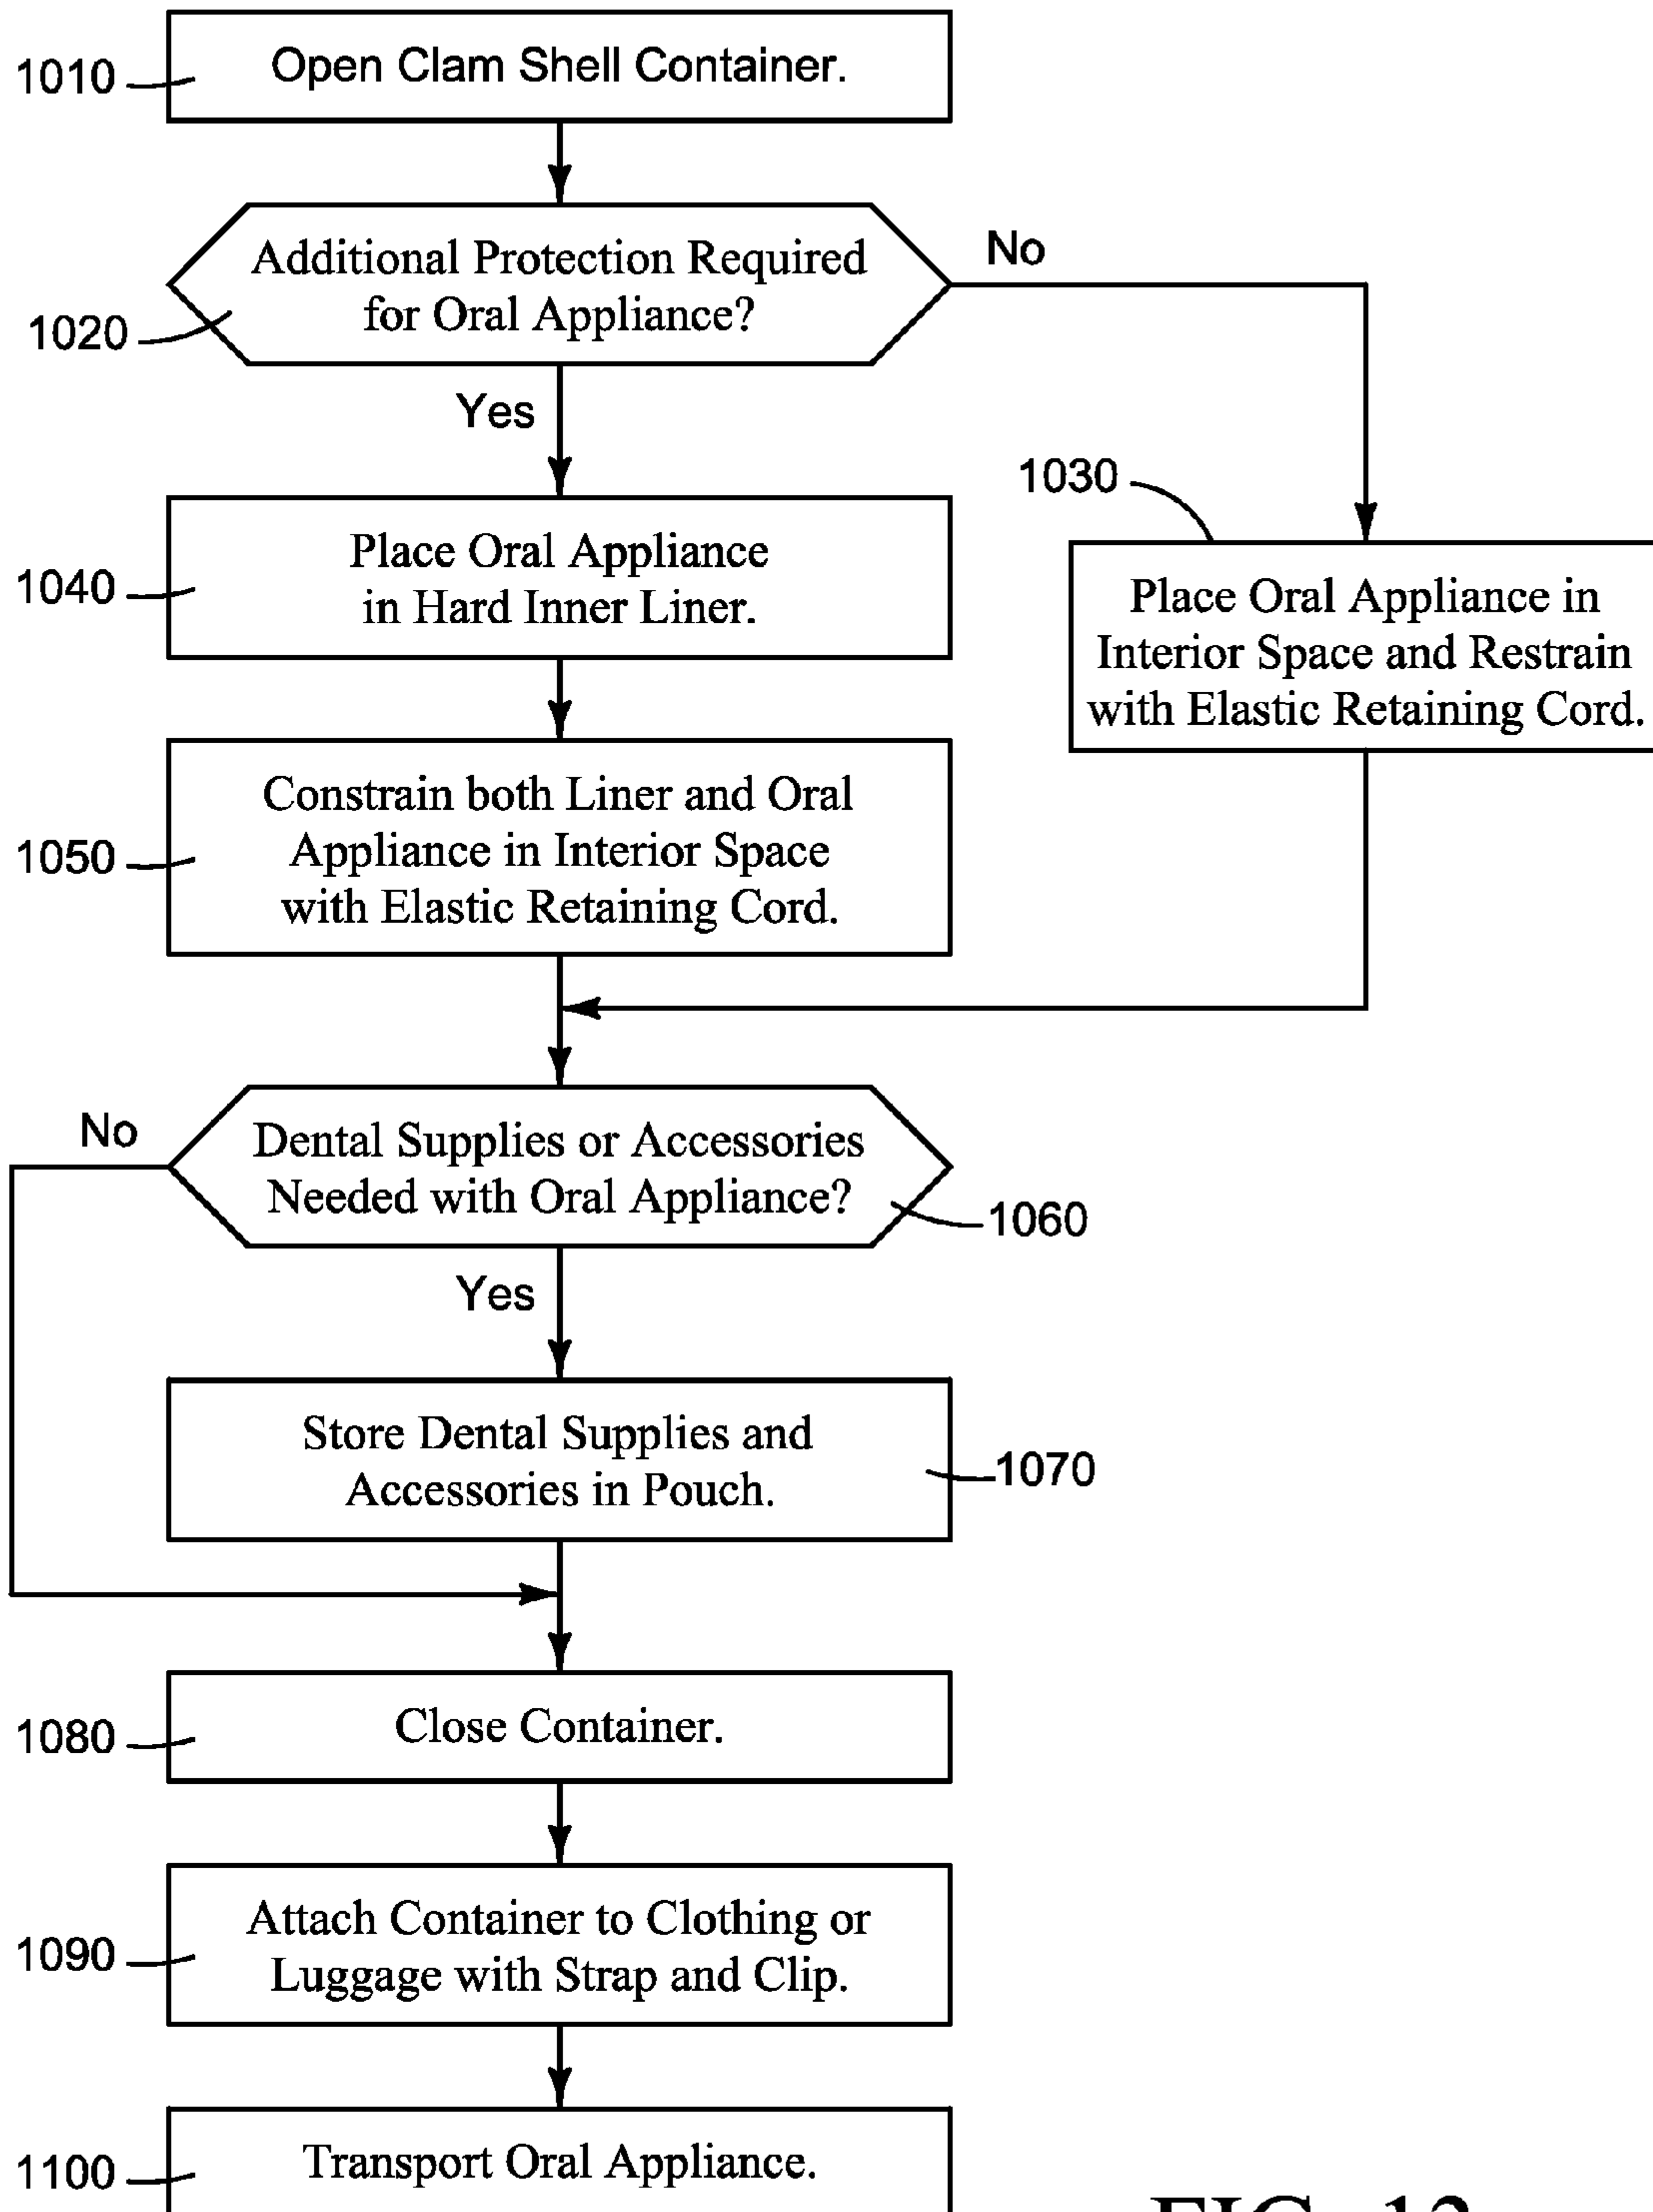 1010
Open Clam Shell Container.
Additional Protection Required
for Oral Appliance?
1020
No
Yes
1030
1040
Place Oral Appliance
in Hard Inner Liner.
Place Oral Appliance in
Interior Space and Restrain
with Elastic Retaining Cord.
1050
Constrain both Liner and Oral
Appliance in Interior Space
with Elastic Retaining Cord.
No
Dental Supplies or Accessories
Needed with Oral Appliance?
1060
Yes
Store Dental Supplies and
Accessories in Pouch.
1070
1080
Close Container.
1090
Attach Container to Clothing or
Luggage with Strap and Clip.
1100
Transport Oral Appliance.